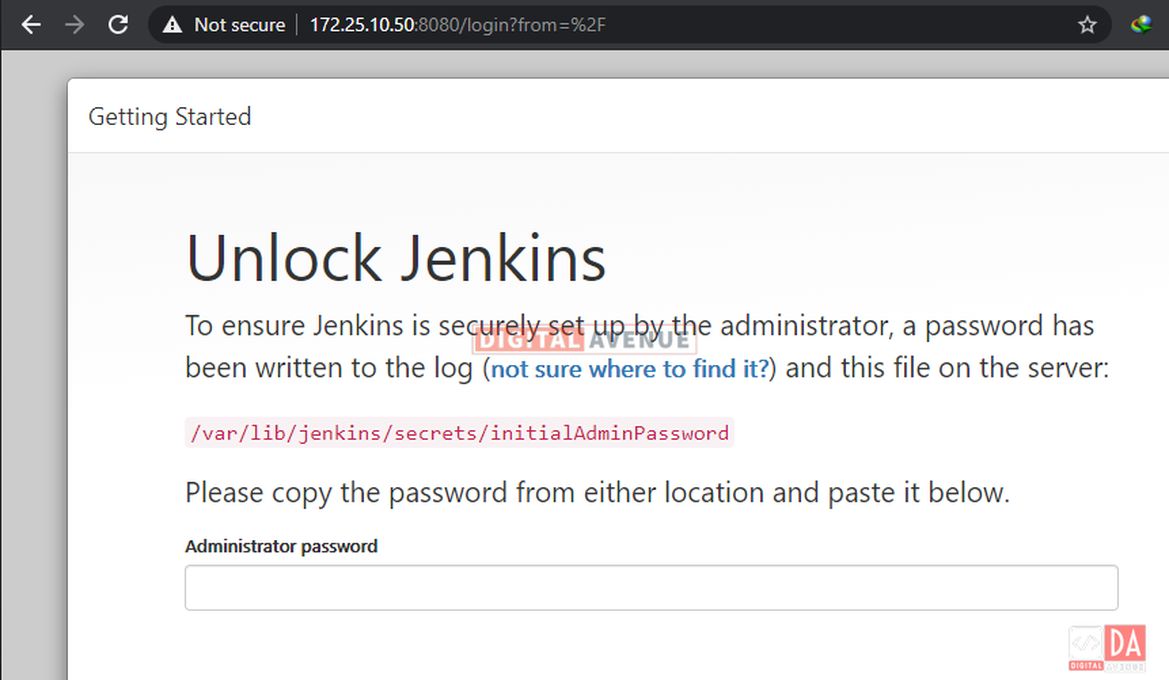 Not secure 172.25.10.50:8080/login?from=%2F
Getting Started
Unlock Jenkins
To ensure Jenkins is securely set up by the administrator, a password has
DIGITAL AVENUE
been written to the log (not sure where to find it?) and this file on the server:
/var/lib/jenkins/secrets/initialAdminPassword
Please copy the password from either location and paste it below.
Administrator password
</> DA
DIGITAL AVENUE